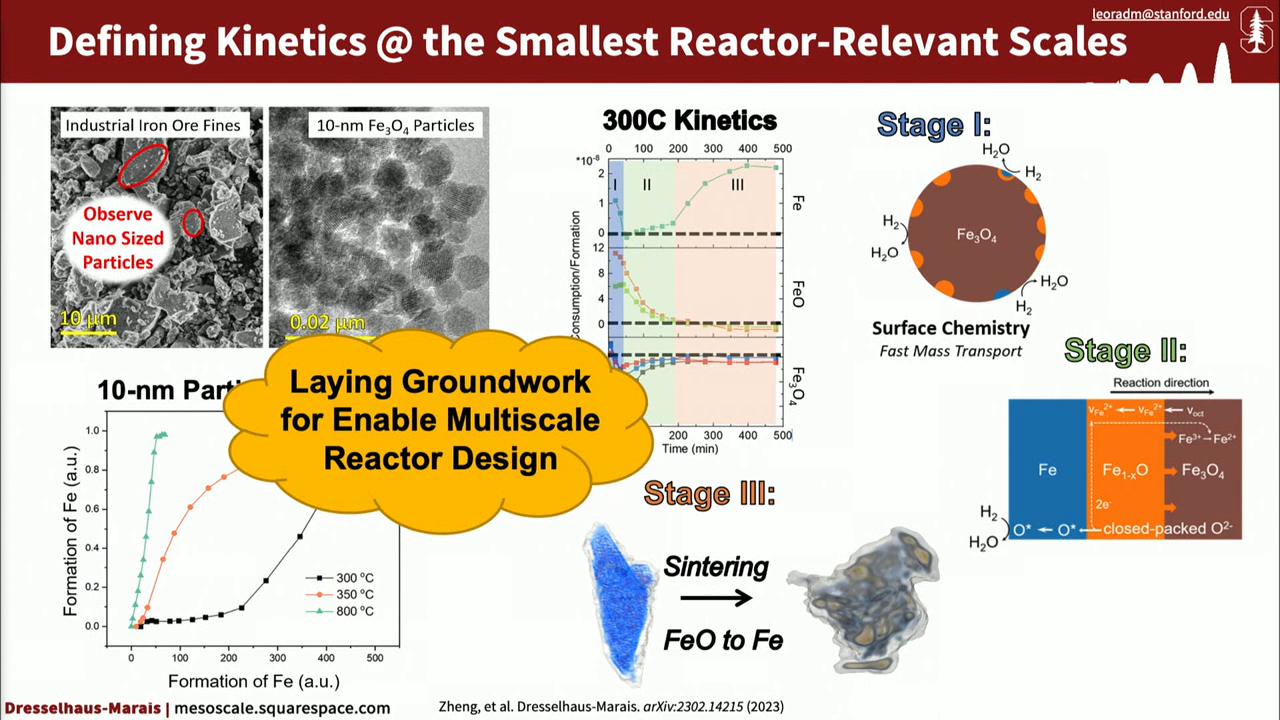 leoradm@stanford.edu
Defining Kinetics @ the Smallest Reactor-Relevant Scales
Industrial Iron Ore Fines
Observe
Nano Sized
Particles
10 µm
10-nm Fe₃O₄ Particles
0.02 µm
300C Kinetics
0 100 200 300 400 500
*10⁻⁸
2
1
0
I
II
III
Fe
12
8
4
0
FeO
Fe₃O₄
Consumption/Formation
200 300 400 500
Time (min)
Stage I:
H₂O
H₂
H₂
H₂O
Fe₃O₄
H₂O
H₂
Surface Chemistry
Fast Mass Transport
Stage II:
Reaction direction
V Fe²⁺
V Fe²⁺
V oct
Fe³⁺→Fe²⁺
Fe
Fe₁₋ₓO
Fe₃O₄
2e⁻
H₂
H₂O
O* ← O* ← closed-packed O²⁻
10-nm Part
Laying Groundwork
for Enable Multiscale
Reactor Design
Formation of Fe (a.u.)
1.0
0.8
0.6
0.4
0.2
0.0
300 ºC
350 ºC
800 ºC
0 100 200 300 400 500
Formation of Fe (a.u.)
Stage III:
Sintering
FeO to Fe
Dresselhaus-Marais | mesoscale.squarespace.com
Zheng, et al. Dresselhaus-Marais. arXiv:2302.14215 (2023)